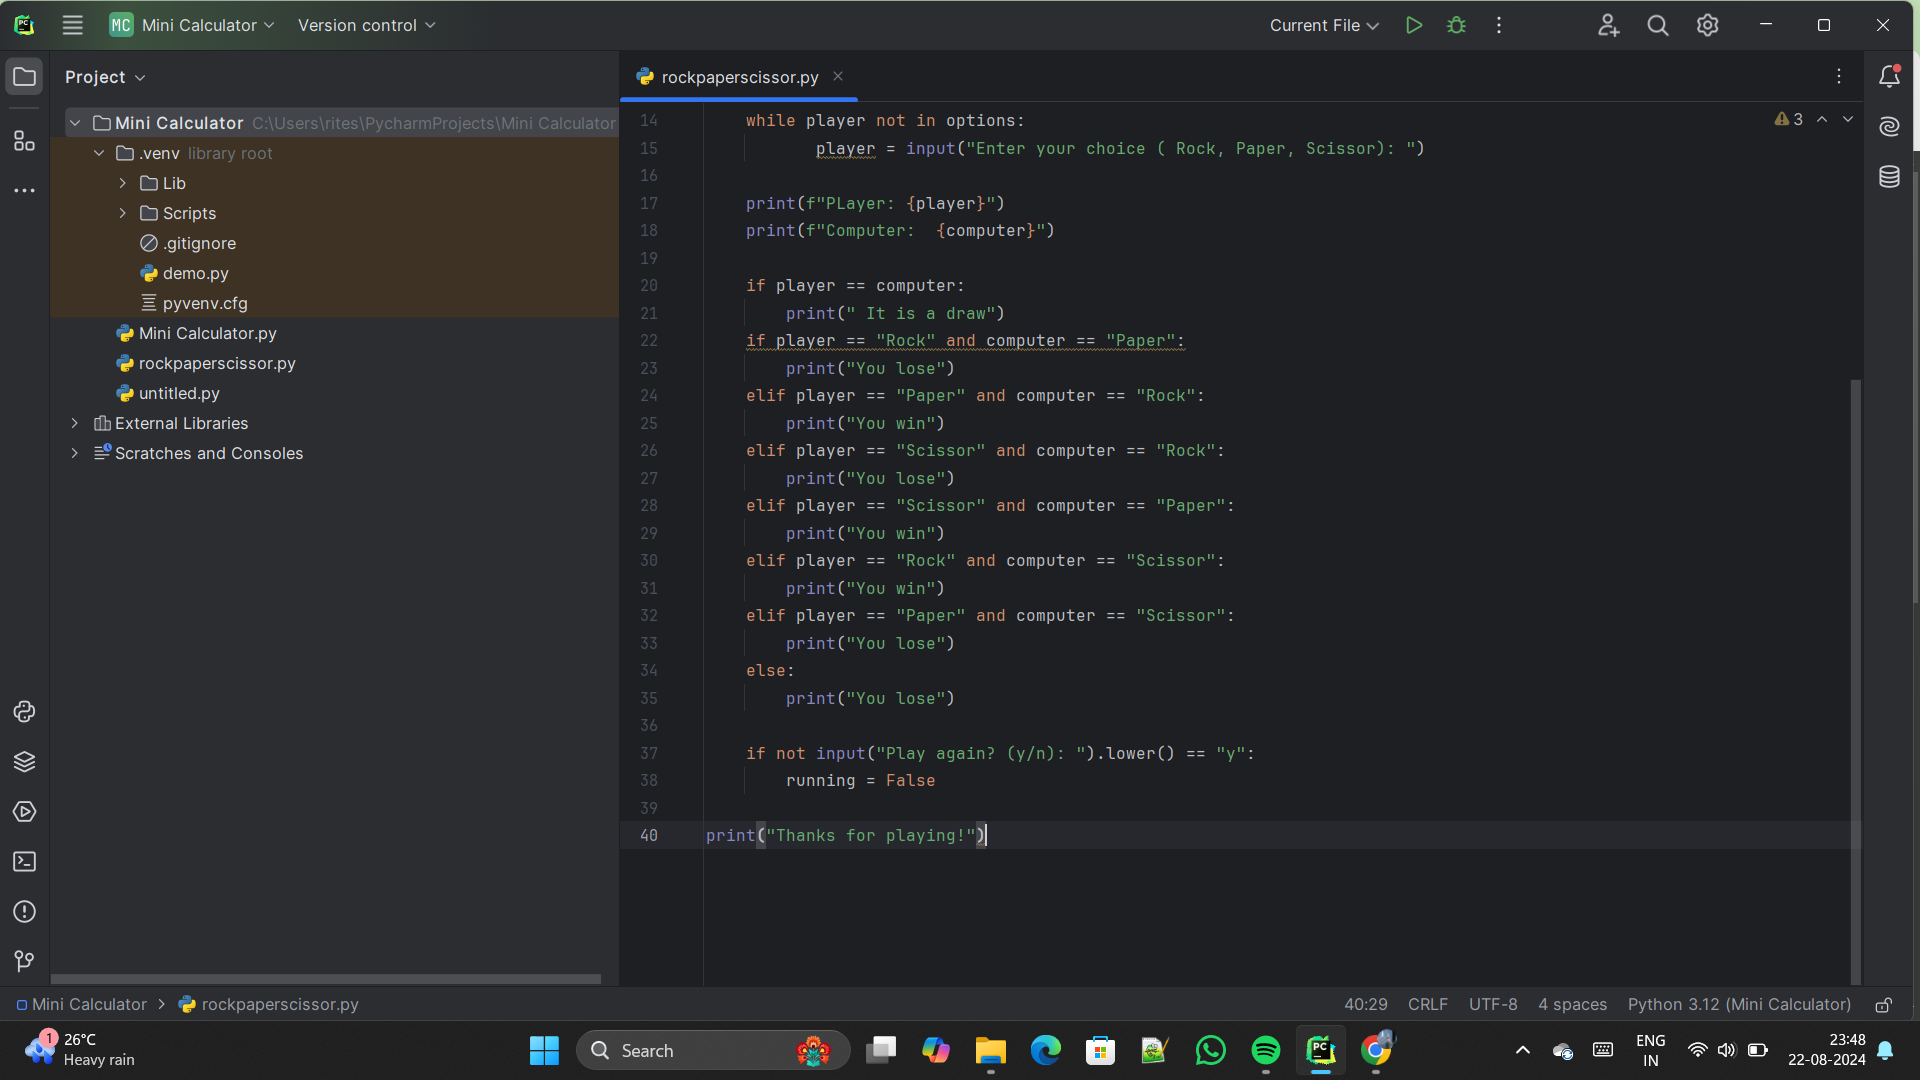 MC Mini Calculator Version control Current File
Project
rockpaperscissor.py
Mini Calculator C:\Users\rites\PycharmProjects\Mini Calculator
.venv library root
Lib
Scripts
.gitignore
demo.py
pyvenv.cfg
Mini Calculator.py
rockpaperscissor.py
untitled.py
External Libraries
Scratches and Consoles
3
14 while player not in options:
15 player = input("Enter your choice ( Rock, Paper, Scissor): ")
16
17 print(f"PLayer: {player}")
18 print(f"Computer:  {computer}")
19
20 if player == computer:
21 print(" It is a draw")
22 if player == "Rock" and computer == "Paper":
23 print("You lose")
24 elif player == "Paper" and computer == "Rock":
25 print("You win")
26 elif player == "Scissor" and computer == "Rock":
27 print("You lose")
28 elif player == "Scissor" and computer == "Paper":
29 print("You win")
30 elif player == "Rock" and computer == "Scissor":
31 print("You win")
32 elif player == "Paper" and computer == "Scissor":
33 print("You lose")
34 else:
35 print("You lose")
36
37 if not input("Play again? (y/n): ").lower() == "y":
38 running = False
39
40 print("Thanks for playing!")
Mini Calculator rockpaperscissor.py 40:29 CRLF UTF-8 4 spaces Python 3.12 (Mini Calculator)
1
26°C
Heavy rain
Search
PC
ENG
IN
23:48
22-08-2024